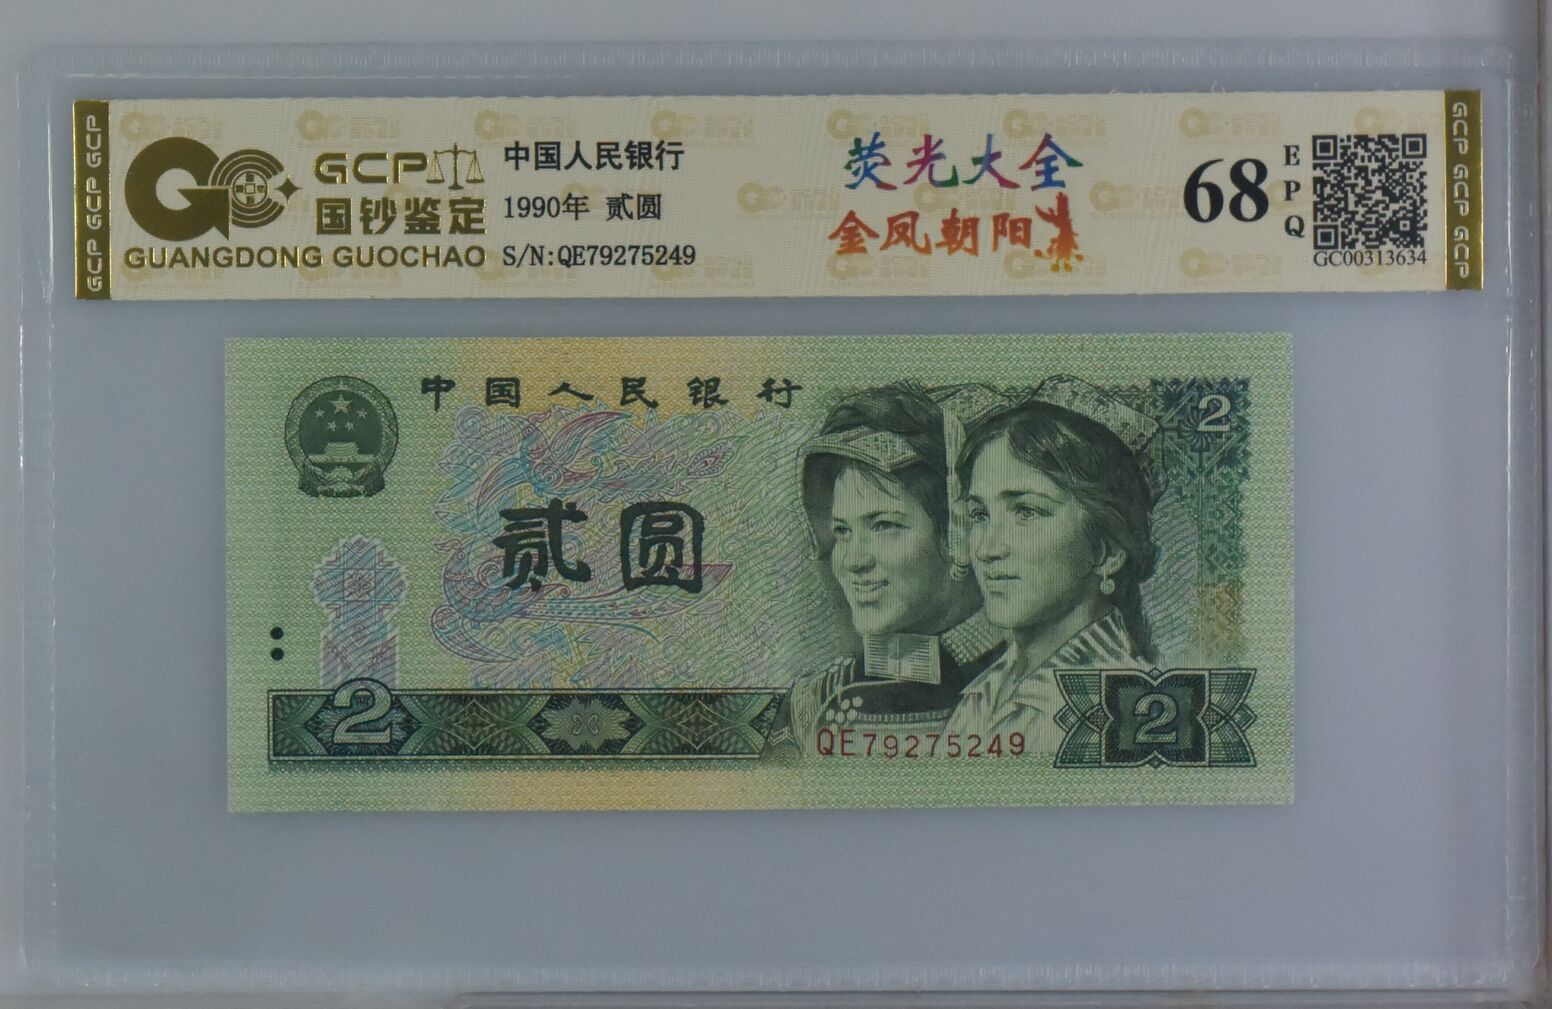 GCP GCP GCP
GCP
国钞鉴定
GUANGDONG GUOCHAO
中国人民银行
1990年 贰圆
S/N:QE79275249
荧光大全
金凤朝阳
68
EPQ
GC00313634
GCP GCP GCP
中国人民银行
2
贰圆
2
QE79275249
2